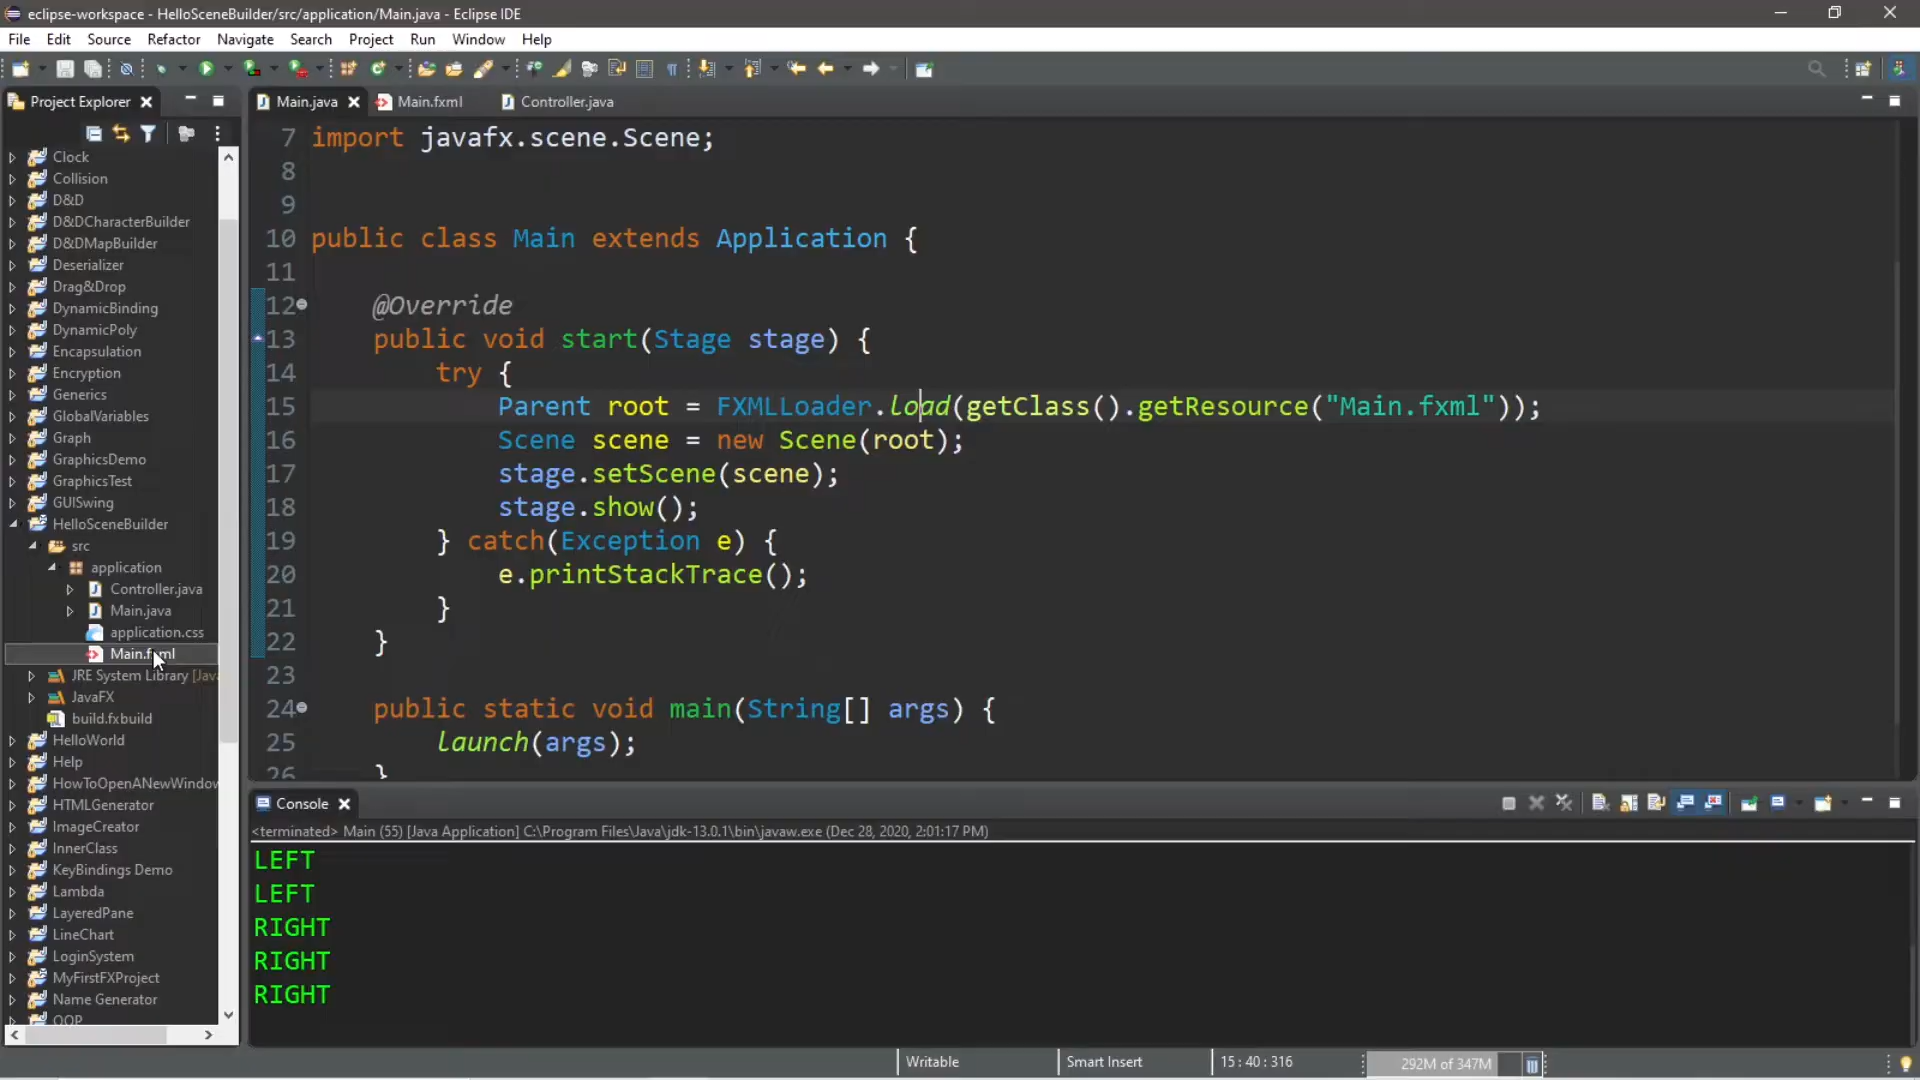 eclipse-workspace - HelloSceneBuilder/src/application/Main.java - Eclipse IDE
File Edit Source Refactor Navigate Search Project Run Window Help
Project Explorer
Main.java Main.fxml Controller.java
Clock
Collision
D&D
D&DCharacterBuilder
D&DMapBuilder
Deserializer
Drag&Drop
DynamicBinding
DynamicPoly
Encapsulation
Encryption
Generics
GlobalVariables
Graph
GraphicsDemo
GraphicsTest
GUISwing
HelloSceneBuilder
src
application
Controller.java
Main.java
application.css
Main.fxml
JRE System Library [Jav
JavaFX
build.fxbuild
HelloWorld
Help
HowToOpenANewWindow
HTMLGenerator
ImageCreator
InnerClass
KeyBindings Demo
Lambda
LayeredPane
LineChart
LoginSystem
MyFirstFXProject
Name Generator
OOP
7 import javafx.scene.Scene;
8
9
10 public class Main extends Application {
11
12 @Override
13 public void start(Stage stage) {
14 try {
15 Parent root = FXMLLoader.load(getClass().getResource("Main.fxml"));
16 Scene scene = new Scene(root);
17 stage.setScene(scene);
18 stage.show();
19 } catch(Exception e) {
20 e.printStackTrace();
21 }
22 }
23
24 public static void main(String[] args) {
25 launch(args);
26 }
Console
<terminated> Main (55) [Java Application] C:\Program Files\Java\jdk-13.0.1\bin\javaw.exe (Dec 28, 2020, 2:01:17 PM)
LEFT
LEFT
RIGHT
RIGHT
RIGHT
Writable Smart Insert 15 : 40 : 316 292M of 347M